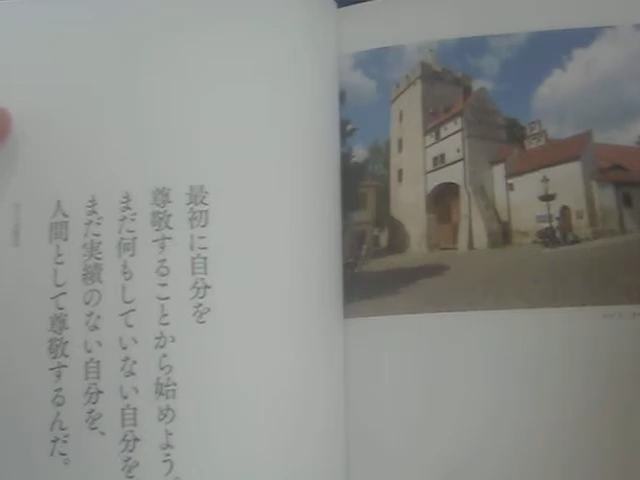 最初に自分を
尊敬することから始めよう。
まだ何もしていない自分を
まだ実績のない自分を、
人間として尊敬するんだ。